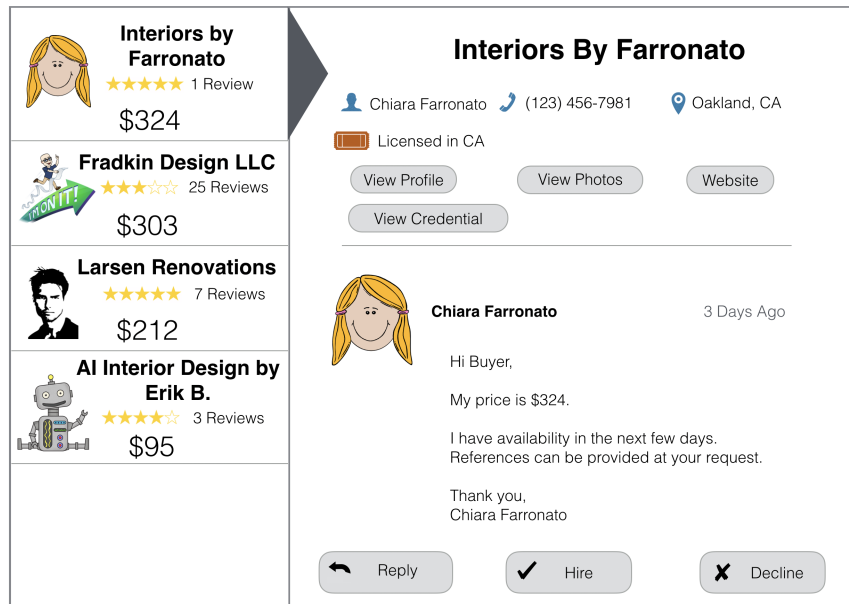 Interiors by
Farronato
★★★★★ 1 Review
$324
Fradkin Design LLC
★★★☆☆ 25 Reviews
I'M ON IT!
$303
Larsen Renovations
★★★★★ 7 Reviews
$212
AI Interior Design by
Erik B.
★★★★☆ 3 Reviews
$95
Interiors By Farronato
Chiara Farronato (123) 456-7981 Oakland, CA
Licensed in CA
View Profile View Photos Website
View Credential
Chiara Farronato 3 Days Ago
Hi Buyer,
My price is $324.
I have availability in the next few days.
References can be provided at your request.
Thank you,
Chiara Farronato
Reply Hire Decline